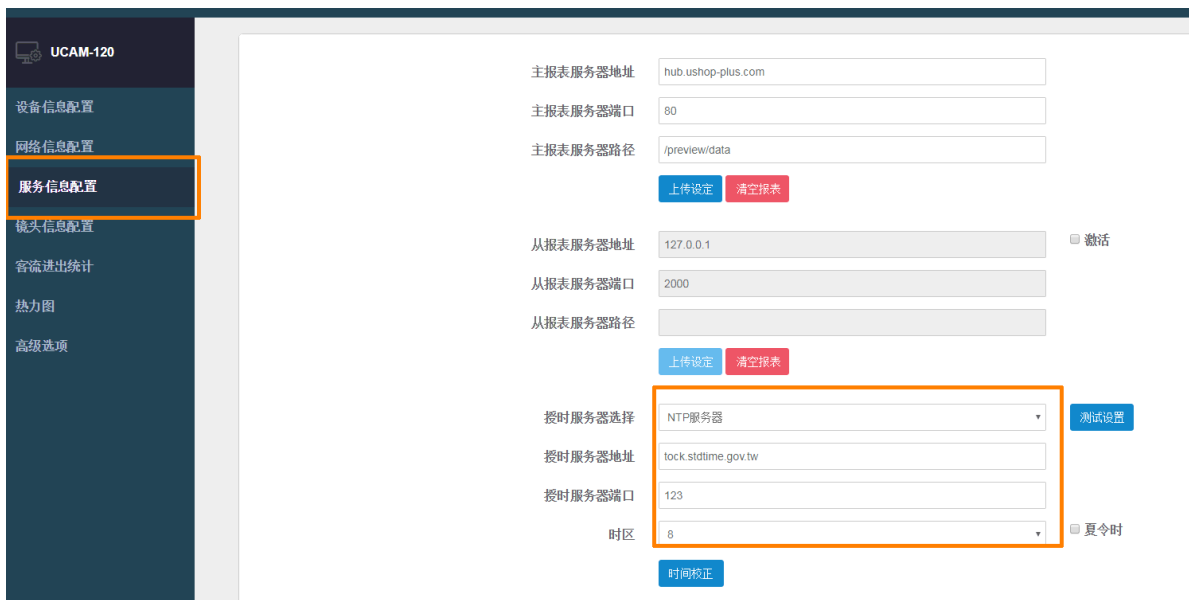 UCAM-120
设备信息配置
网络信息配置
服务信息配置
镜头信息配置
客流进出统计
热力图
高级选项
主报表服务器地址 hub.ushop-plus.com
主报表服务器端口 80
主报表服务器路径 /preview/data
上传设定 清空报表
从报表服务器地址 127.0.0.1 激活
从报表服务器端口 2000
从报表服务器路径
上传设定 清空报表
授时服务器选择 NTP服务器 测试设置
授时服务器地址 tock.stdtime.gov.tw
授时服务器端口 123
时区 8 夏令时
时间校正